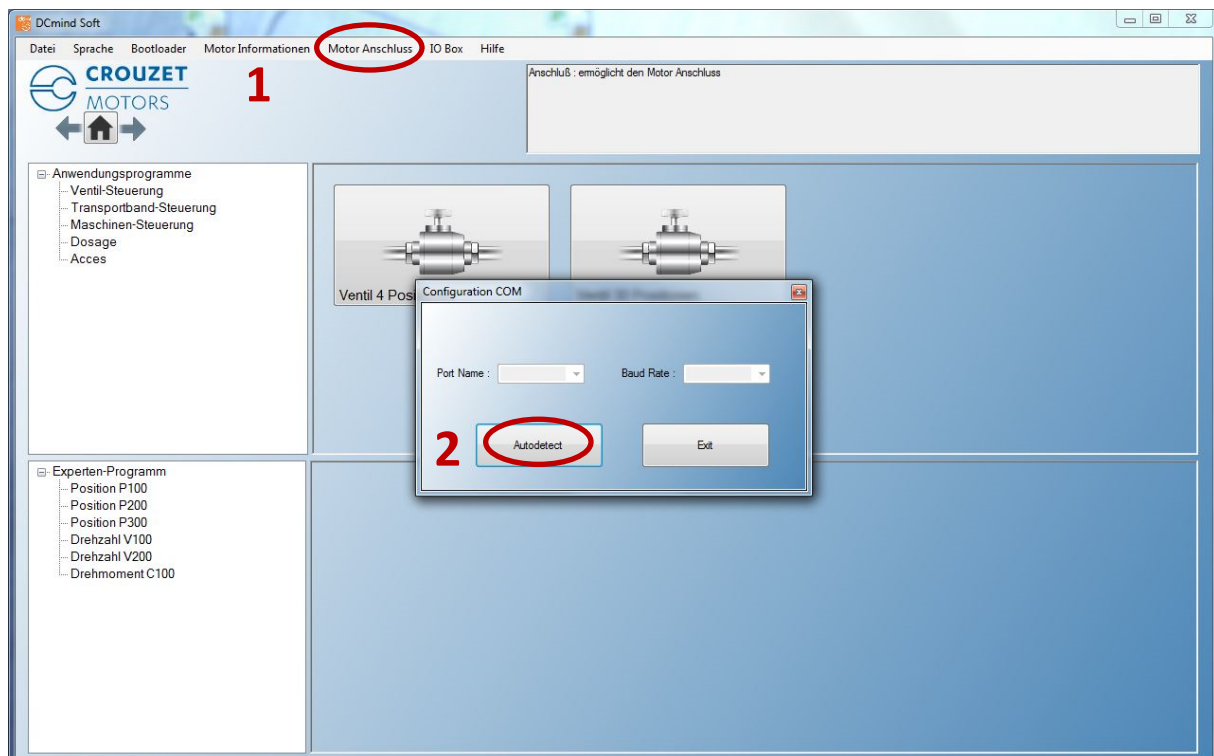 DCmind Soft
Datei Sprache Bootloader Motor Informationen Motor Anschluss IO Box Hilfe
1
CROUZET
MOTORS
Anschluß : emöglicht den Motor Anschluss
Anwendungsprogramme
Ventil-Steuerung
Transportband-Steuerung
Maschinen-Steuerung
Dosage
Acces
Ventil 4 Posi
Configuration COM
Port Name :
Baud Rate :
2
Autodetect
Exit
Experten-Programm
Position P100
Position P200
Position P300
Drehzahl V100
Drehzahl V200
Drehmoment C100